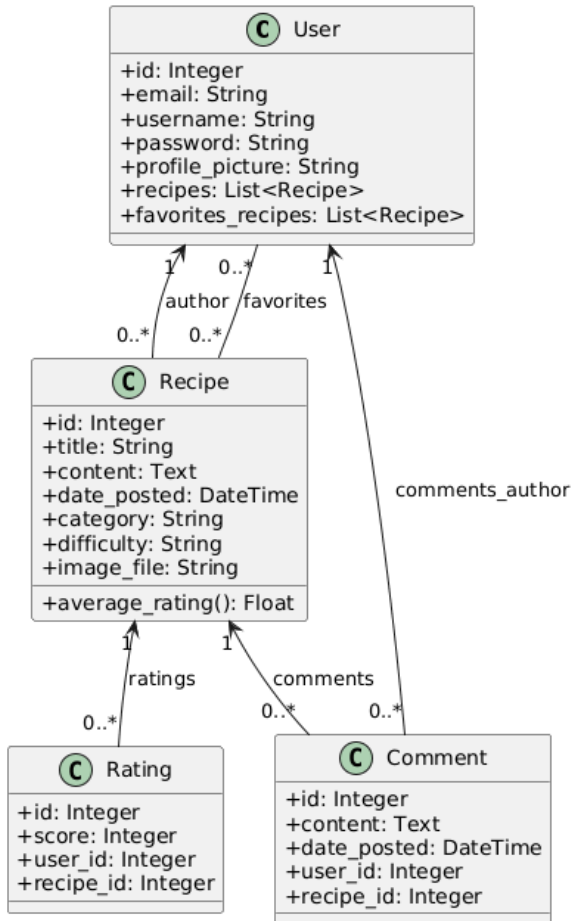 C User
+id: Integer
+email: String
+username: String
+password: String
+profile_picture: String
+recipes: List<Recipe>
+favorites_recipes: List<Recipe>
1 0..* 1
author favorites
0..* 0..*
C Recipe
+id: Integer
+title: String
+content: Text
+date_posted: DateTime
+category: String
+difficulty: String
+image_file: String
+average_rating(): Float
comments_author
1 1
ratings comments
0..* 0..* 0..*
C Rating
+id: Integer
+score: Integer
+user_id: Integer
+recipe_id: Integer
C Comment
+id: Integer
+content: Text
+date_posted: DateTime
+user_id: Integer
+recipe_id: Integer